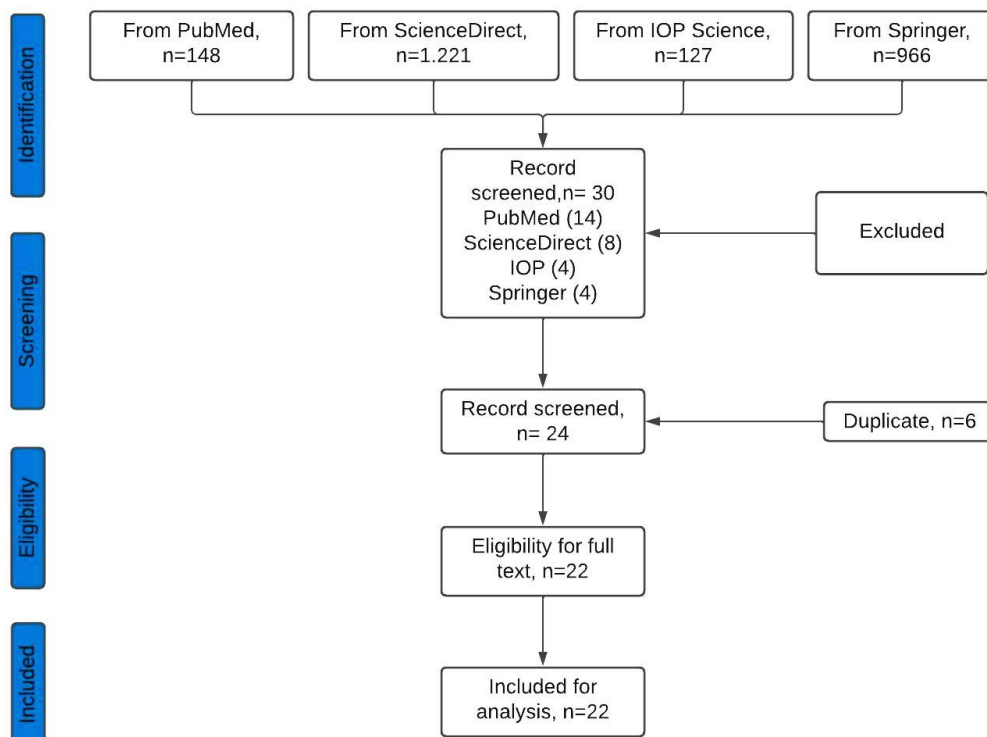 Identification
From PubMed,
n=148
From ScienceDirect,
n=1.221
From IOP Science,
n=127
From Springer,
n=966
Record
screened,n= 30
PubMed (14)
ScienceDirect (8)
IOP (4)
Springer (4)
Excluded
Screening
Record screened,
n= 24
Duplicate, n=6
Eligibility
Eligibility for full
text, n=22
Included
Included for
analysis, n=22